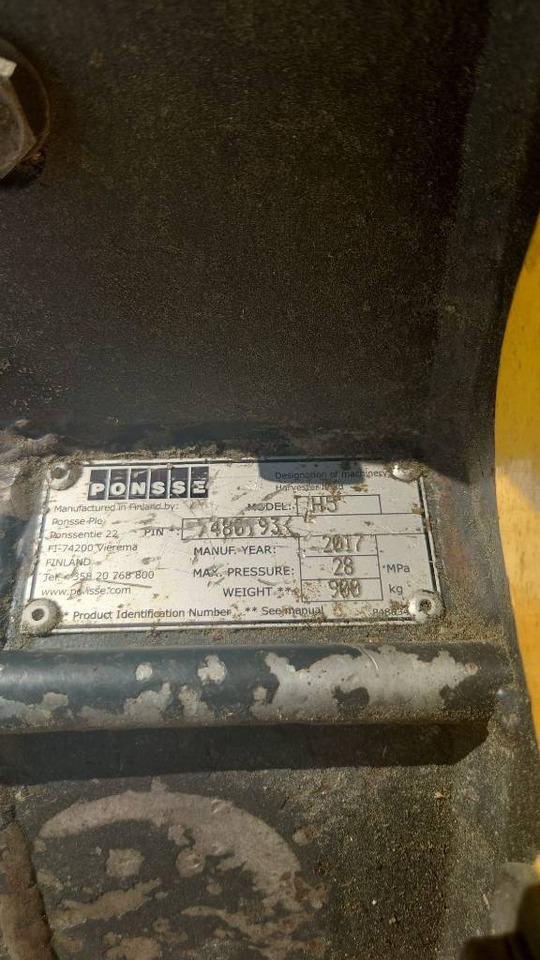 PONSSE
Designation of machinery
Harvester
Manufactured in Finland by:
MODEL: H5
Ponsse Plc
Ponssentie 22
PIN *:
FI-74200 Vieremä
MANUF. YEAR: 2017
FINLAND
MAX. PRESSURE: 28 MPa
Tel. +358 20 768 800
WEIGHT ** 900 kg
www.ponsse.com
* Product Identification Number ** See manual